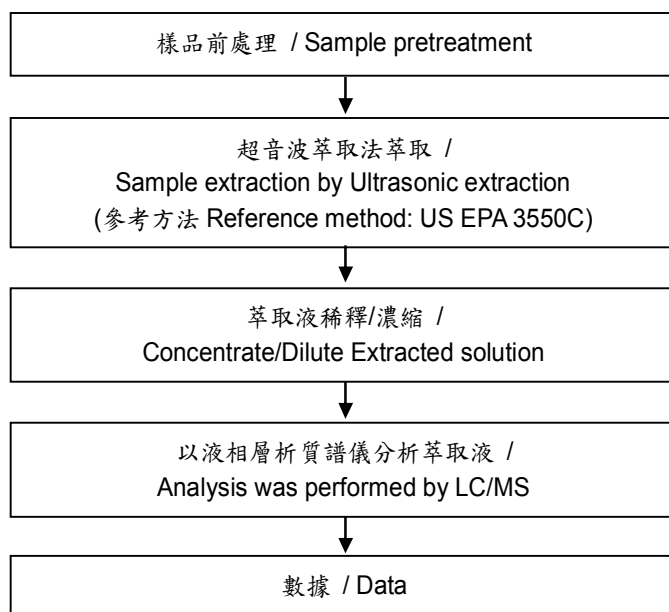 樣品前處理 / Sample pretreatment
超音波萃取法萃取 /
Sample extraction by Ultrasonic extraction
(參考方法 Reference method: US EPA 3550C)
萃取液稀釋/濃縮 /
Concentrate/Dilute Extracted solution
以液相層析質譜儀分析萃取液 /
Analysis was performed by LC/MS
數據 / Data